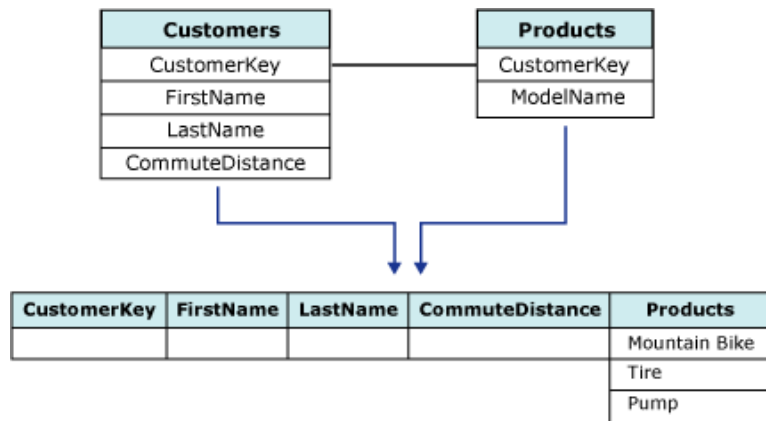 Customers
CustomerKey
FirstName
LastName
CommuteDistance
Products
CustomerKey
ModelName
CustomerKey FirstName LastName CommuteDistance Products
Mountain Bike
Tire
Pump